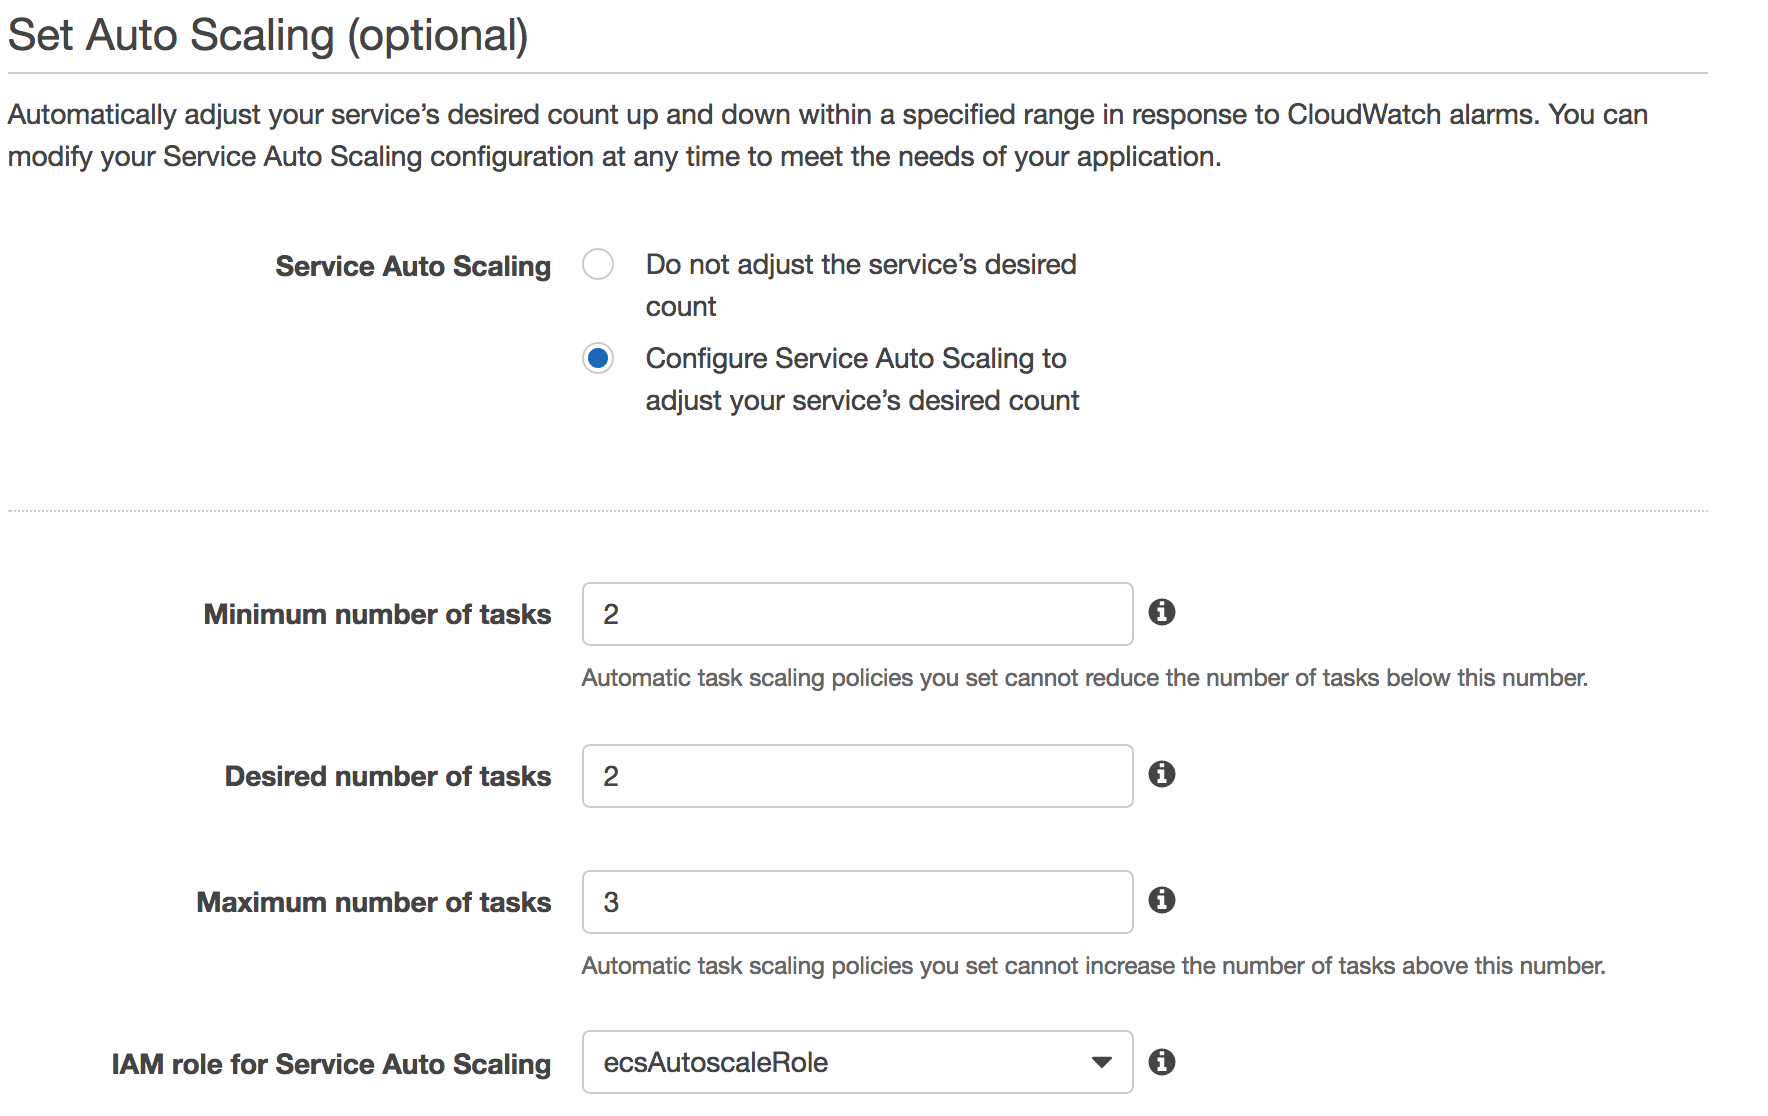 Set Auto Scaling (optional)
Automatically adjust your service’s desired count up and down within a specified range in response to CloudWatch alarms. You can
modify your Service Auto Scaling configuration at any time to meet the needs of your application.
Service Auto Scaling
Do not adjust the service’s desired
count
Configure Service Auto Scaling to
adjust your service’s desired count
Minimum number of tasks
2
Automatic task scaling policies you set cannot reduce the number of tasks below this number.
Desired number of tasks
2
Maximum number of tasks
3
Automatic task scaling policies you set cannot increase the number of tasks above this number.
IAM role for Service Auto Scaling
ecsAutoscaleRole